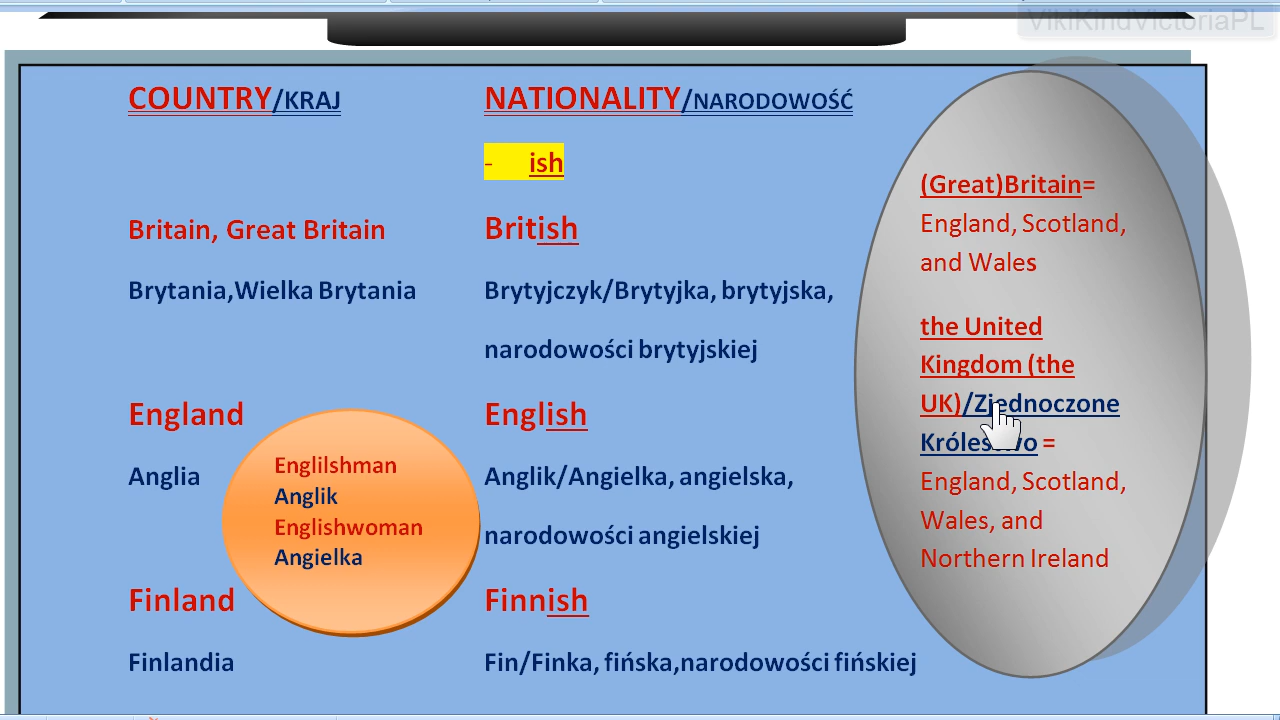 VikiKindVictoriaPL
COUNTRY/KRAJ
NATIONALITY/NARODOWOŚĆ
- ish
Britain, Great Britain
British
Brytania,Wielka Brytania
Brytyjczyk/Brytyjka, brytyjska,
narodowości brytyjskiej
England
English
Anglia
Anglik/Angielka, angielska,
narodowości angielskiej
Englilshman
Anglik
Englishwoman
Angielka
Finland
Finnish
Finlandia
Fin/Finka, fińska,narodowości fińskiej
(Great)Britain=
England, Scotland,
and Wales
the United
Kingdom (the
UK)/Zjednoczone
Królestwo =
England, Scotland,
Wales, and
Northern Ireland